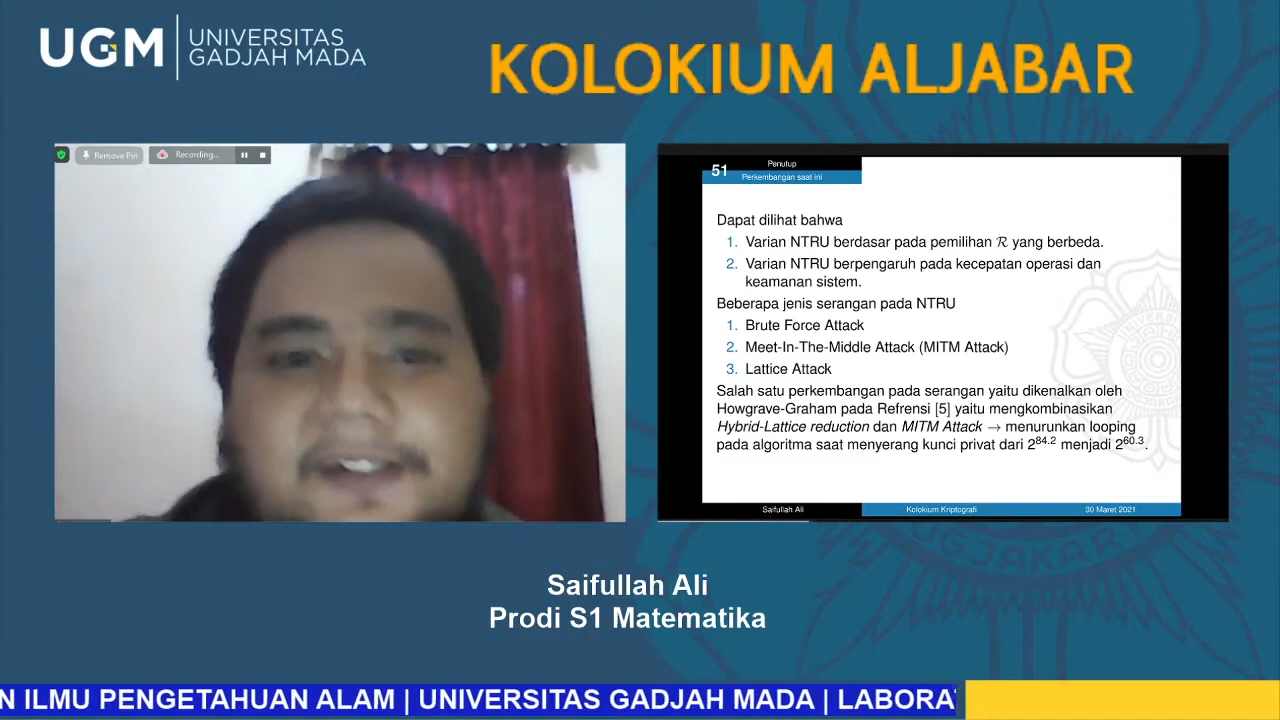 UGM
UNIVERSITAS
GADJAH MADA
KOLOKIUM ALJABAR
Remove Pin
Recording...
51
Penutup
Perkembangan saat ini
Dapat dilihat bahwa
1. Varian NTRU berdasar pada pemilihan ℛ yang berbeda.
2. Varian NTRU berpengaruh pada kecepatan operasi dan
keamanan sistem.
Beberapa jenis serangan pada NTRU
1. Brute Force Attack
2. Meet-In-The-Middle Attack (MITM Attack)
3. Lattice Attack
Salah satu perkembangan pada serangan yaitu dikenalkan oleh
Howgrave-Graham pada Refrensi [5] yaitu mengkombinasikan
Hybrid-Lattice reduction dan MITM Attack → menurunkan looping
pada algoritma saat menyerang kunci privat dari 2^84.2 menjadi 2^60.3.
Saifullah Ali
Kolokium Kriptografi
30 Maret 2021
Saifullah Ali
Prodi S1 Matematika
N ILMU PENGETAHUAN ALAM | UNIVERSITAS GADJAH MADA | LABORA